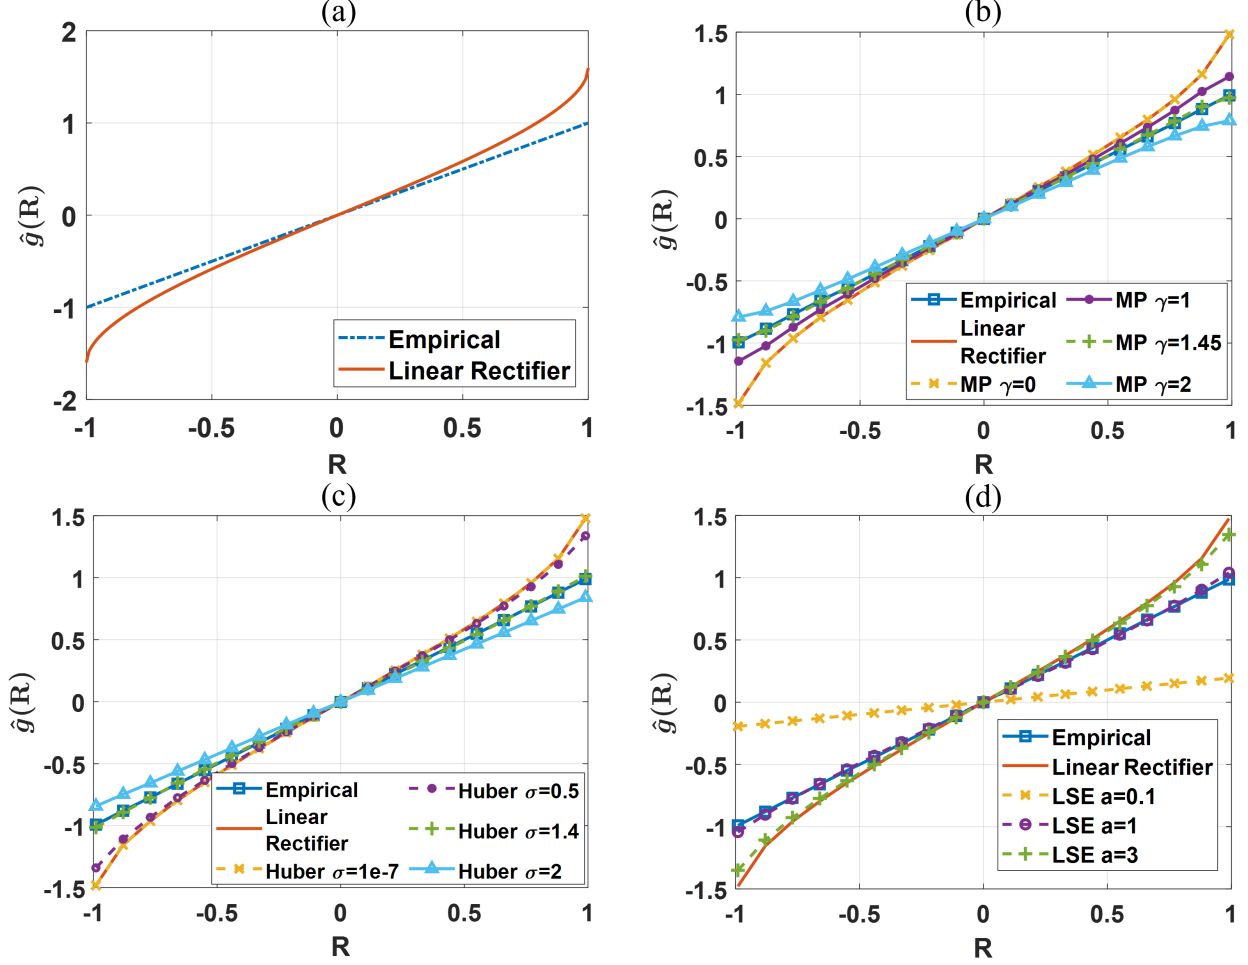 (a)
2
1
0
-1
-2
-1
-0.5
0
0.5
1
ĝ(R)
R
Empirical
Linear Rectifier
(b)
1.5
1
0.5
0
-0.5
-1
-1.5
-1
-0.5
0
0.5
1
ĝ(R)
R
Empirical
Linear
Rectifier
MP γ=0
MP γ=1
MP γ=1.45
MP γ=2
(c)
1.5
1
0.5
0
-0.5
-1
-1.5
-1
-0.5
0
0.5
1
ĝ(R)
R
Empirical
Linear
Rectifier
Huber σ=1e-7
Huber σ=0.5
Huber σ=1.4
Huber σ=2
(d)
1.5
1
0.5
0
-0.5
-1
-1.5
-1
-0.5
0
0.5
1
ĝ(R)
R
Empirical
Linear Rectifier
LSE a=0.1
LSE a=1
LSE a=3